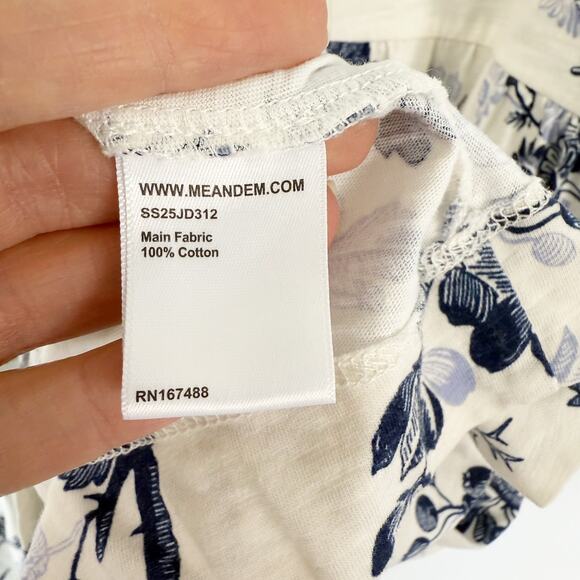 WWW.MEANDEM.COM
SS25JD312
Main Fabric
100% Cotton
RN167488